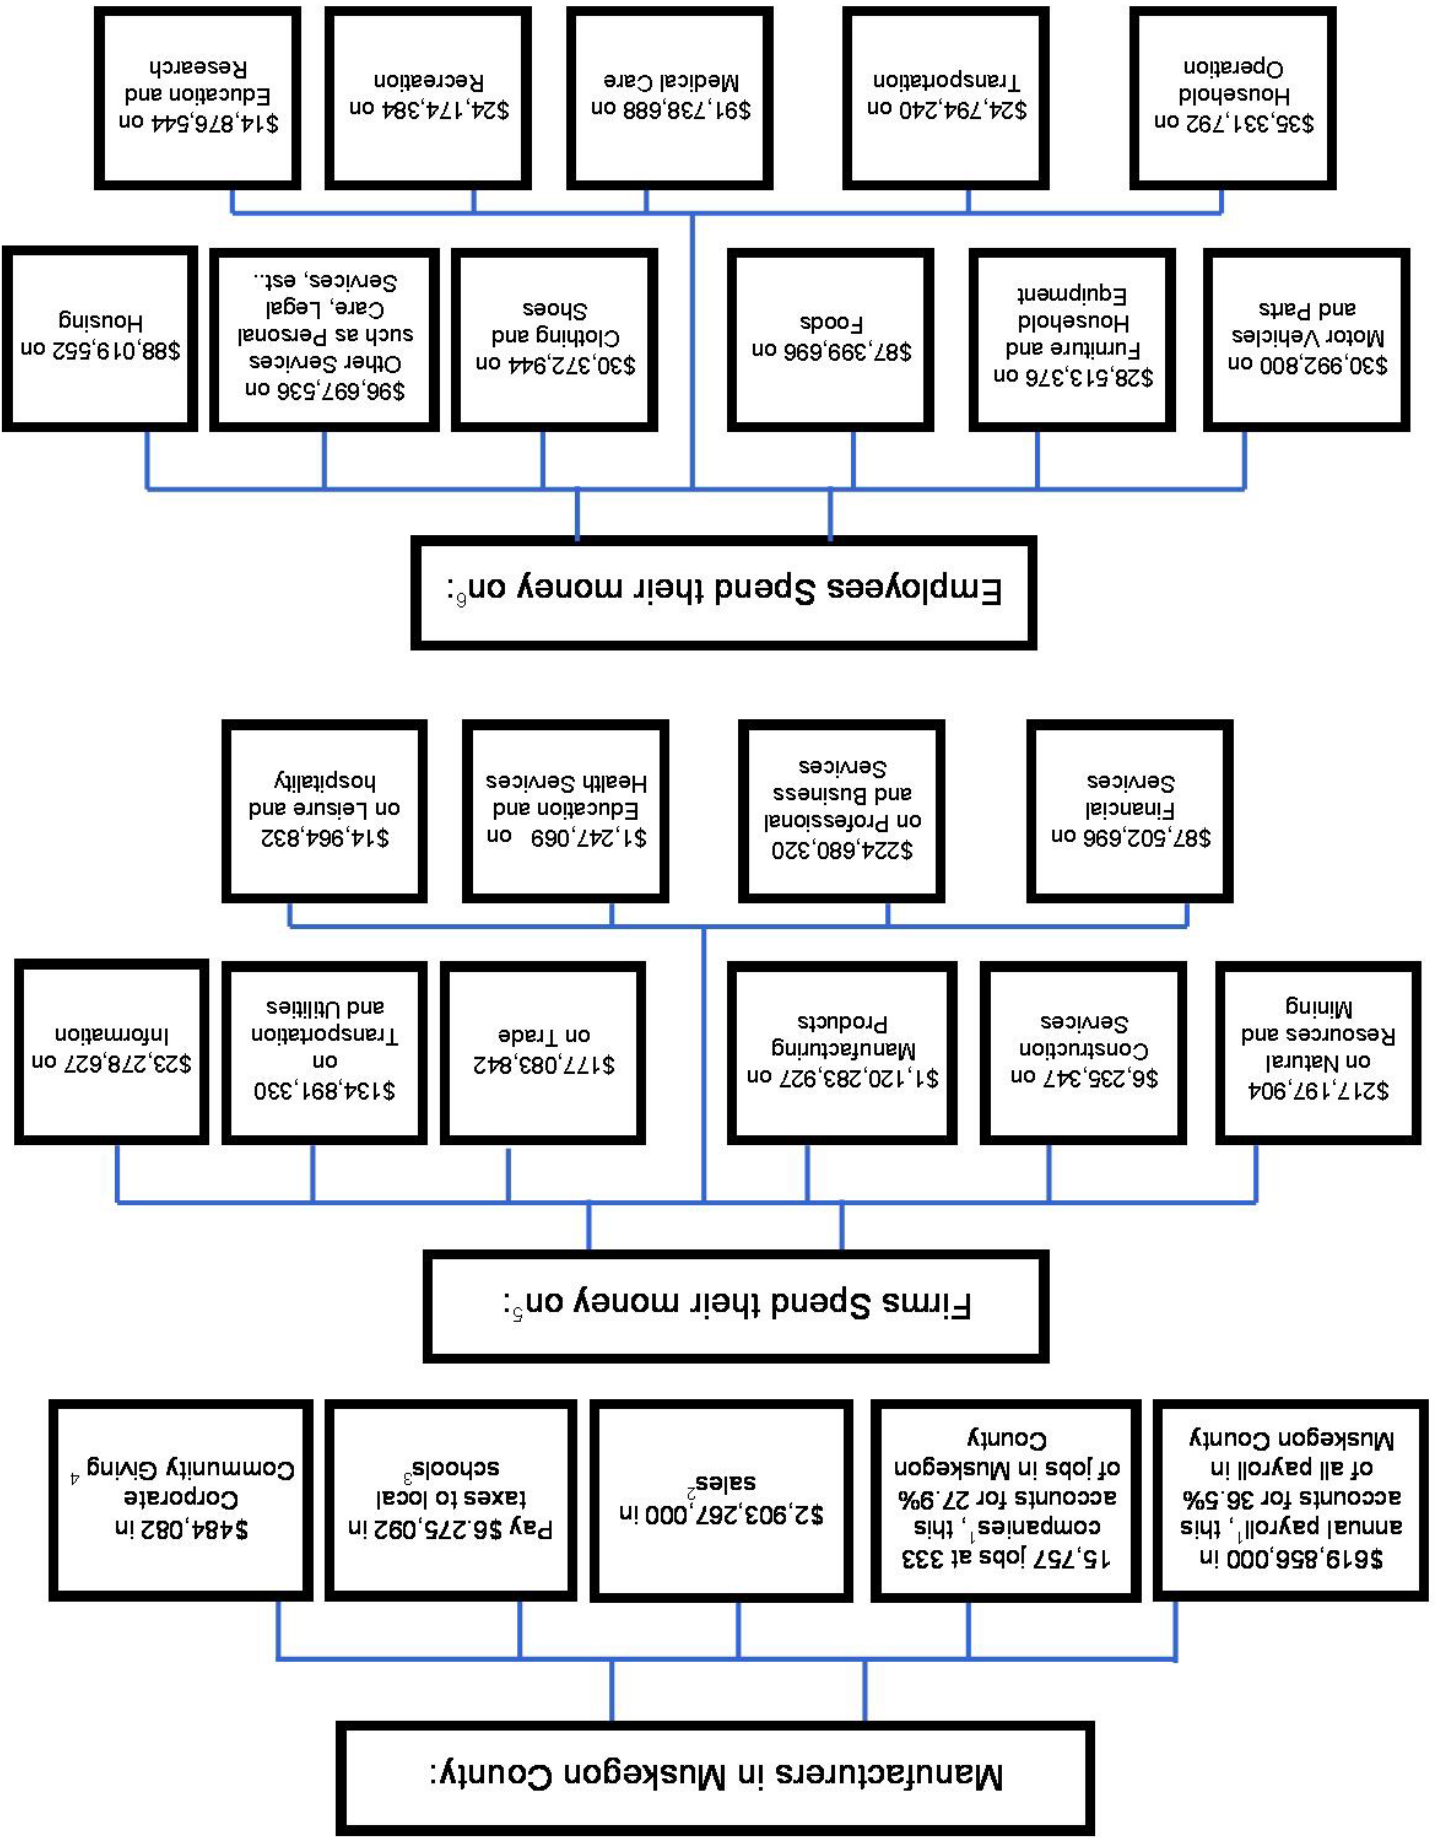 Manufacturers in Muskegon County:
$619,856,000 in
annual payroll¹, this
accounts for 36.5%
of all payroll in
Muskegon County
15,757 jobs at 333
companies¹, this
accounts for 27.9%
of jobs in Muskegon
County
$2,903,267,000 in
sales²
Pay $6.275,092 in
taxes to local
schools³
$484,082 in
Corporate
Community Giving ⁴
Firms Spend their money on⁵:
$217,197,904
on Natural
Resources and
Mining
$6,235,347 on
Construction
Services
$1,120,283,927 on
Manufacturing
Products
$177,083,842
on Trade
$134,891,330
on
Transportation
and Utilities
$23,278,627 on
Information
$87,502,696 on
Financial
Services
$224,680,320
on Professional
and Business
Services
$1,247,069 on
Education and
Health Services
$14,964,832
on Leisure and
hospitality
Employees Spend their money on⁶:
$30,992,800 on
Motor Vehicles
and Parts
$28,513,376 on
Furniture and
Household
Equipment
$87,399,696 on
Foods
$30,372,944 on
Clothing and
Shoes
$96,697,536 on
Other Services
such as Personal
Care, Legal
Services, est..
$88,019,552 on
Housing
$35,331,792 on
Household
Operation
$24,794,240 on
Transportation
$91,738,688 on
Medical Care
$24,174,384 on
Recreation
$14,876,544 on
Education and
Research